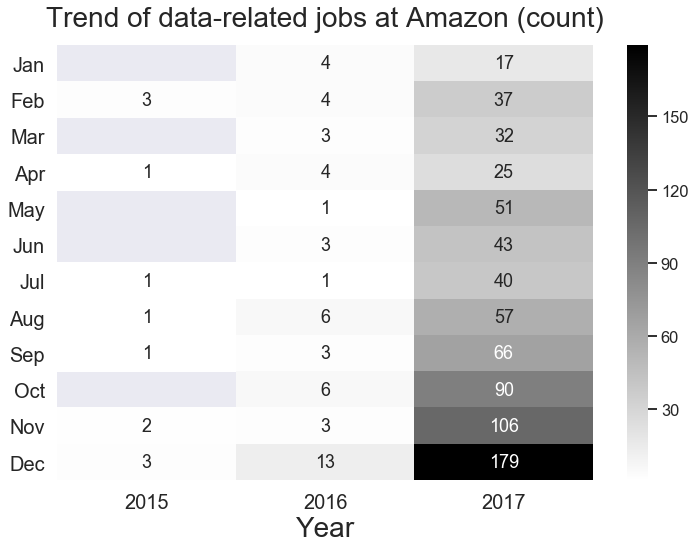 Trend of data-related jobs at Amazon (count)
Jan 4 17
Feb 3 4 37
Mar 3 32
Apr 1 4 25
May 1 51
Jun 3 43
Jul 1 1 40
Aug 1 6 57
Sep 1 3 66
Oct 6 90
Nov 2 3 106
Dec 3 13 179
2015 2016 2017
Year
150
120
90
60
30